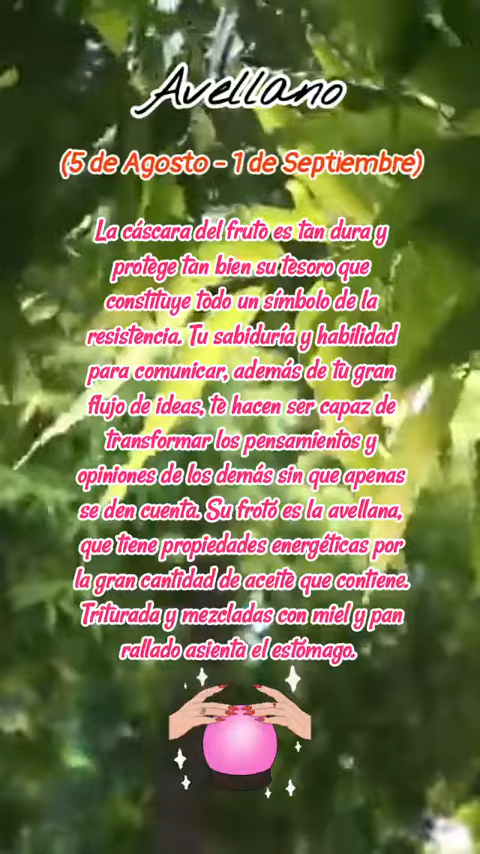 Avellano
(5 de Agosto - 1 de Septiembre)
La cáscara del fruto es tan dura y
protege tan bien su tesoro que
constituye todo un símbolo de la
resistencia. Tu sabiduría y habilidad
para comunicar, además de tu gran
flujo de ideas, te hacen ser capaz de
transformar los pensamientos y
opiniones de los demás sin que apenas
se den cuenta. Su frotó es la avellana,
que tiene propiedades energéticas por
la gran cantidad de aceite que contiene.
Triturada y mezcladas con miel y pan
rallado asienta el estómago.